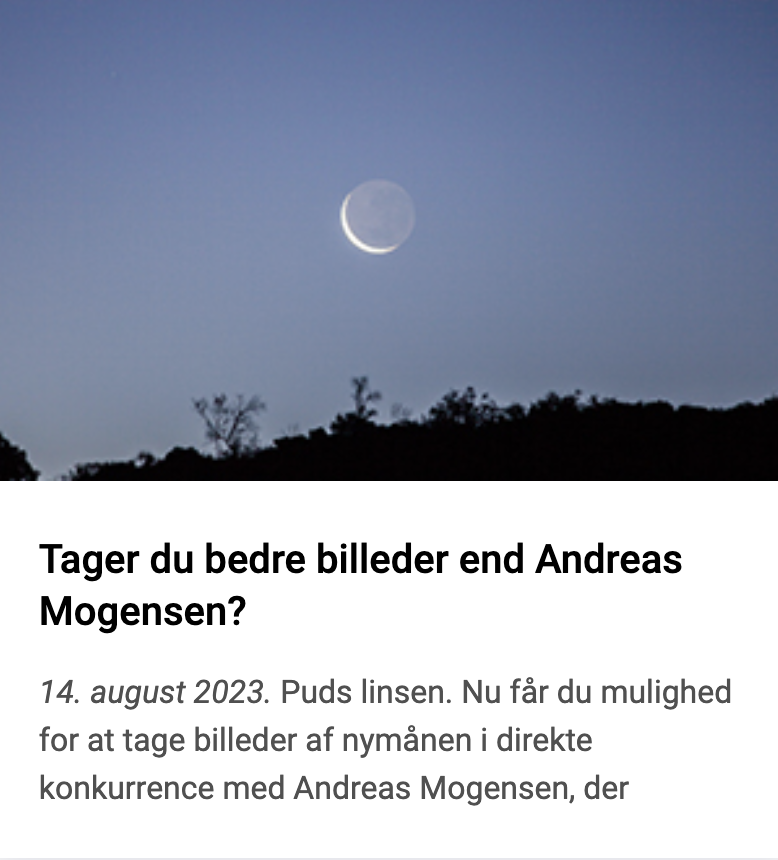 Tager du bedre billeder end Andreas
Mogensen?
14. august 2023. Puds linsen. Nu får du mulighed
for at tage billeder af nymånen i direkte
konkurrence med Andreas Mogensen, der